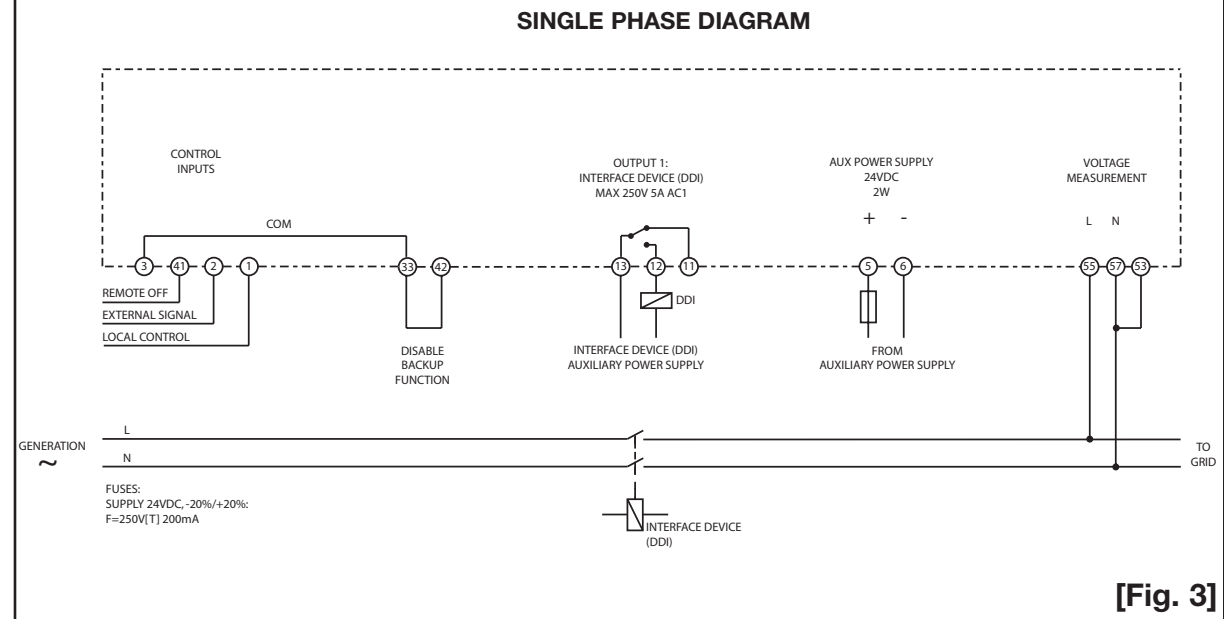 SINGLE PHASE DIAGRAM
CONTROL
INPUTS
OUTPUT 1:
INTERFACE DEVICE (DDI)
MAX 250V 5A AC1
AUX POWER SUPPLY
24VDC
2W
+ -
VOLTAGE
MEASUREMENT
L N
COM
3 41 2 1 33 42 13 12 11 5 6 55 57 53
REMOTE OFF
EXTERNAL SIGNAL
LOCAL CONTROL
DISABLE
BACKUP
FUNCTION
DDI
INTERFACE DEVICE (DDI)
AUXILIARY POWER SUPPLY
FROM
AUXILIARY POWER SUPPLY
GENERATION
~
L
N
TO
GRID
FUSES:
SUPPLY 24VDC, -20%/+20%:
F=250V[T] 200mA
INTERFACE DEVICE
(DDI)
[Fig. 3]